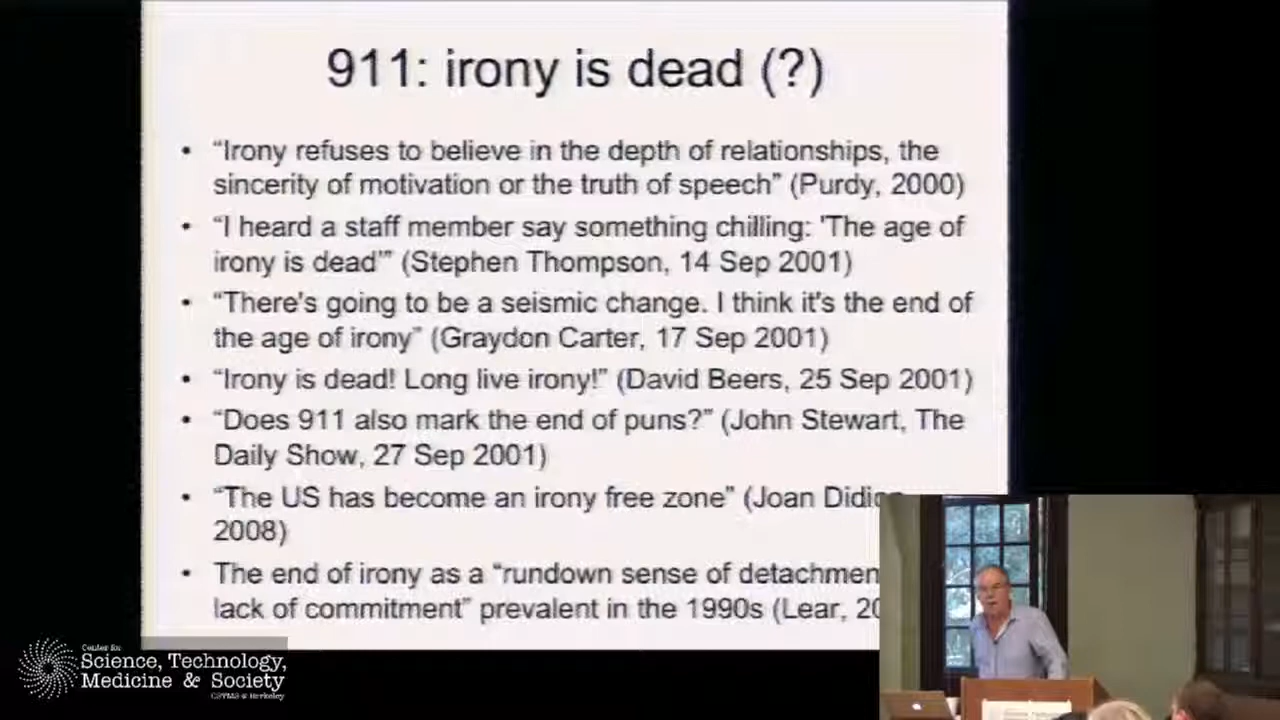 911: irony is dead (?)
• “Irony refuses to believe in the depth of relationships, the
sincerity of motivation or the truth of speech” (Purdy, 2000)
• “I heard a staff member say something chilling: 'The age of
irony is dead'” (Stephen Thompson, 14 Sep 2001)
• “There's going to be a seismic change. I think it's the end of
the age of irony” (Graydon Carter, 17 Sep 2001)
• “Irony is dead! Long live irony!” (David Beers, 25 Sep 2001)
• “Does 911 also mark the end of puns?” (John Stewart, The
Daily Show, 27 Sep 2001)
• “The US has become an irony free zone” (Joan
2008)
• The end of irony as a “rundown sense of
lack of commitment” prevalent in the 1990s (Lear,
Center for
Science, Technology,
Medicine & Society
CSTMS @ Berkeley